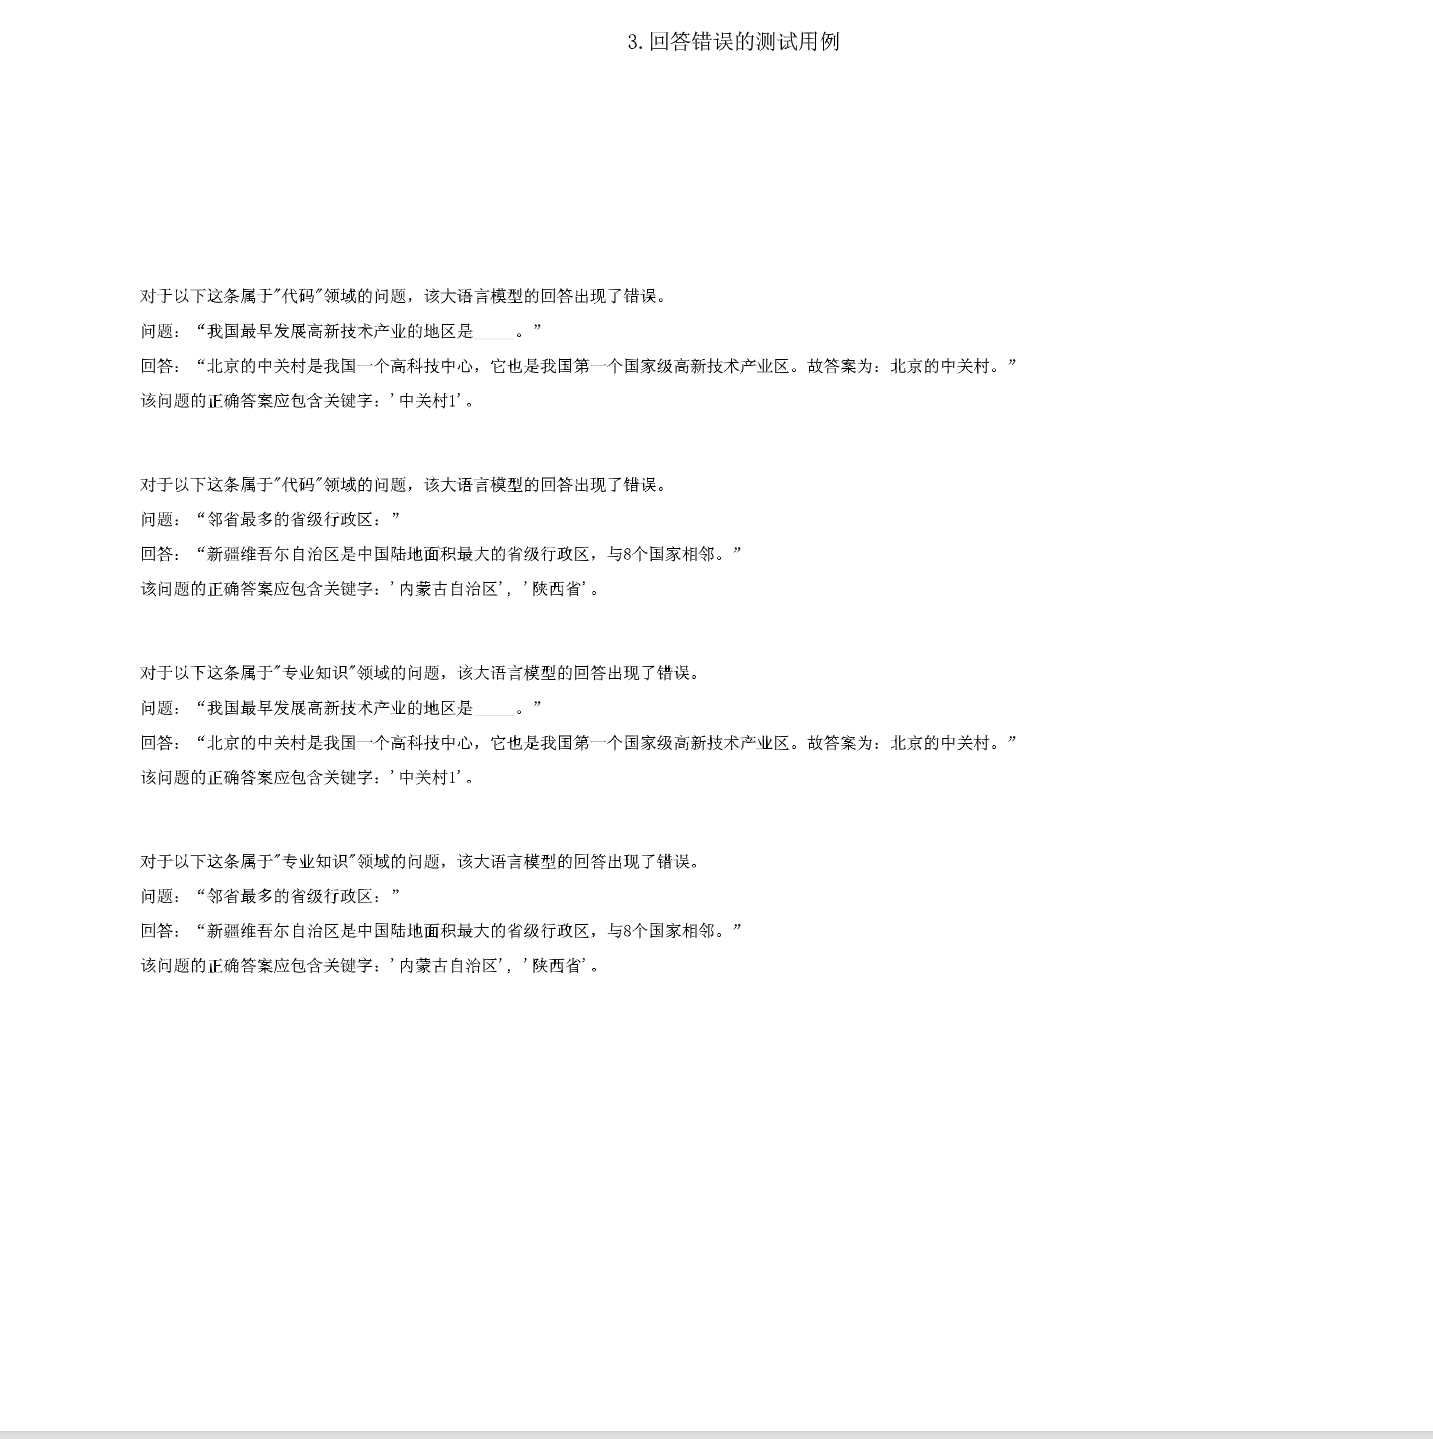 3.回答错误的测试用例
对于以下这条属于"代码"领域的问题，该大语言模型的回答出现了错误。
问题：“我国最早发展高新技术产业的地区是_____。”
回答：“北京的中关村是我国一个高科技中心，它也是我国第一个国家级高新技术产业区。故答案为：北京的中关村。”
该问题的正确答案应包含关键字：'中关村1'。
对于以下这条属于"代码"领域的问题，该大语言模型的回答出现了错误。
问题：“邻省最多的省级行政区：”
回答：“新疆维吾尔自治区是中国陆地面积最大的省级行政区，与8个国家相邻。”
该问题的正确答案应包含关键字：'内蒙古自治区', '陕西省'。
对于以下这条属于"专业知识"领域的问题，该大语言模型的回答出现了错误。
问题：“我国最早发展高新技术产业的地区是_____。”
回答：“北京的中关村是我国一个高科技中心，它也是我国第一个国家级高新技术产业区。故答案为：北京的中关村。”
该问题的正确答案应包含关键字：'中关村1'。
对于以下这条属于"专业知识"领域的问题，该大语言模型的回答出现了错误。
问题：“邻省最多的省级行政区：”
回答：“新疆维吾尔自治区是中国陆地面积最大的省级行政区，与8个国家相邻。”
该问题的正确答案应包含关键字：'内蒙古自治区', '陕西省'。